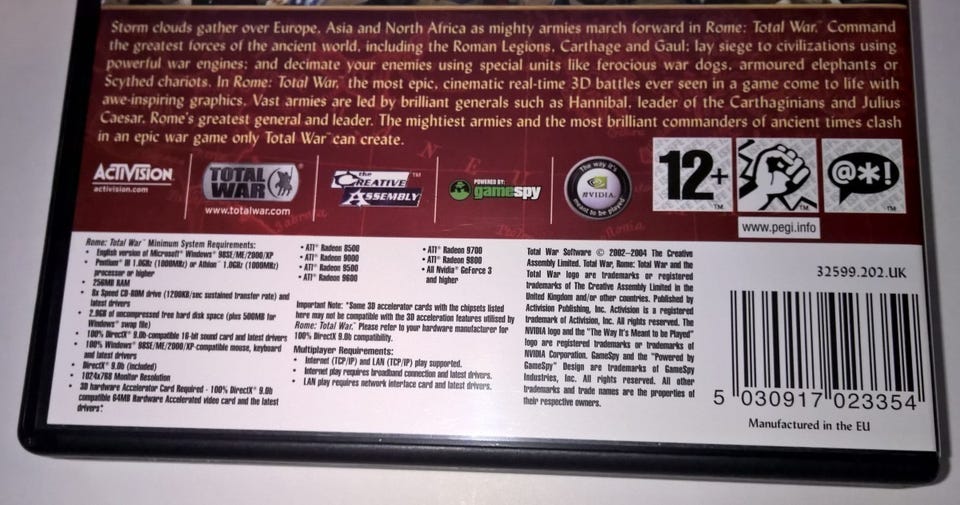 Storm clouds gather over Europe, Asia and North Africa as mighty armies march forward in Rome: Total War.™ Command
the greatest forces of the ancient world, including the Roman Legions, Carthage and Gaul; lay siege to civilizations using
powerful war engines; and decimate your enemies using special units like ferocious war dogs, armoured elephants or
Scythed chariots. In Rome: Total War,™ the most epic, cinematic real-time 3D battles ever seen in a game come to life with
awe-inspiring graphics. Vast armies are led by brilliant generals such as Hannibal, leader of the Carthaginians and Julius
Caesar, Rome's greatest general and leader. The mightiest armies and the most brilliant commanders of ancient times clash
in an epic war game only Total War™ can create.
ACTIVISION
activision.com
TOTAL
WAR
www.totalwar.com
the
CREATIVE
ASSEMBLY
™
POWERED BY:
gamespy
The way it's
nVIDIA
meant to be played
12+
™
™
@*!
™
www.pegi.info
Rome: Total War™ Minimum System Requirements:
• English version of Microsoft® Windows® 98SE/ME/2000/XP
• Pentium® III 1.0GHz (1000MHz) or Athlon™ 1.0GHz (1000MHz)
processor or higher
• 256MB RAM
• 8x Speed CD-ROM drive (1200KB/sec sustained transfer rate) and
latest drivers
• 2.9GB of uncompressed free hard disk space (plus 500MB for
Windows® swap file)
• 100% DirectX® 9.0b-compatible 16-bit sound card and latest drivers
• 100% Windows® 98SE/ME/2000/XP-compatible mouse, keyboard
and latest drivers
• DirectX® 9.0b (included)
• 1024x768 Monitor Resolution
• 3D hardware Accelerator Card Required - 100% DirectX® 9.0b
compatible 64MB Hardware Accelerated video card and the latest
drivers*.
• ATI® Radeon 8500
• ATI® Radeon 9000
• ATI® Radeon 9500
• ATI® Radeon 9600
• ATI® Radeon 9700
• ATI® Radeon 9800
• All Nvidia® GeForce 3
and higher
Important Note: *Some 3D accelerator cards with the chipsets listed
here may not be compatible with the 3D acceleration features utilised by
Rome: Total War.™ Please refer to your hardware manufacturer for
100% DirectX 9.0b compatibility.
Multiplayer Requirements:
• Internet (TCP/IP) and LAN (TCP/IP) play supported.
• Internet play requires broadband connection and latest drivers.
• LAN play requires network interface card and latest drivers.
Total War Software © 2002–2004 The Creative
Assembly Limited. Total War, Rome: Total War and the
Total War logo are trademarks or registered
trademarks of The Creative Assembly Limited in the
United Kingdom and/or other countries. Published by
Activision Publishing, Inc. Activision is a registered
trademark of Activision, Inc. All rights reserved. The
NVIDIA logo and the "The Way It's Meant to be Played"
logo are registered trademarks or trademarks of
NVIDIA Corporation. GameSpy and the "Powered by
GameSpy" Design are trademarks of GameSpy
Industries, Inc. All rights reserved. All other
trademarks and trade names are the properties of
their respective owners.
32599.202.UK
5 030917 023354
Manufactured in the EU